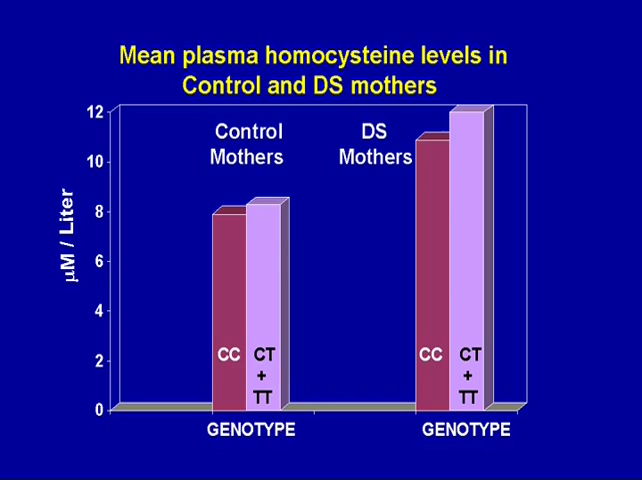 Mean plasma homocysteine levels in
Control and DS mothers
12
10
8
6
4
2
0
µM / Liter
Control
Mothers
DS
Mothers
CC
CT
+
TT
CC
CT
+
TT
GENOTYPE
GENOTYPE